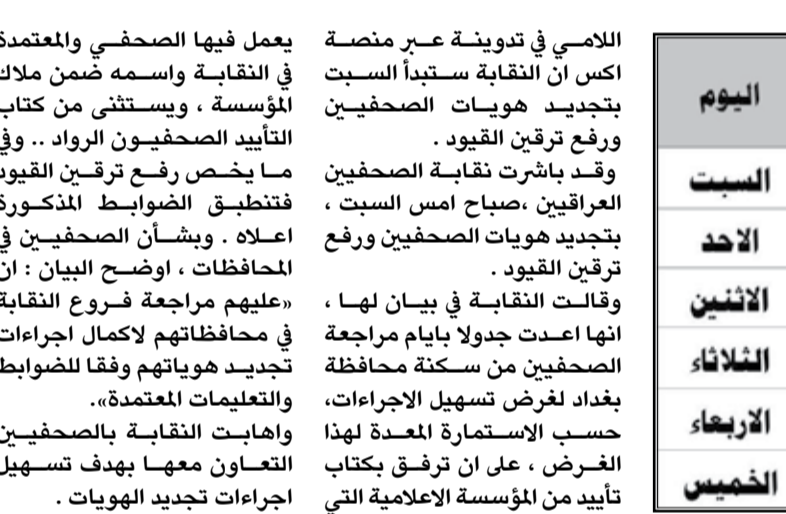 اليوم
السبت
الاحد
الاثنين
الثلاثاء
الاربعاء
الخميس
اللامي في تدوينة عبر منصة
اكس ان النقابة ستبدأ السبت
بتجديد هويات الصحفيين
ورفع ترقين القيود .
وقد باشرت نقابة الصحفيين
العراقيين ،صباح امس السبت ،
بتجديد هويات الصحفيين ورفع
ترقين القيود .
وقالت النقابة في بيان لها ،
انها اعدت جدولا بايام مراجعة
الصحفيين من سكنة محافظة
بغداد لغرض تسهيل الاجراءات،
حسب الاستمارة المعدة لهذا
الغرض ، على ان ترفق بكتاب
تأييد من المؤسسة الاعلامية التي
يعمل فيها الصحفي والمعتمدة
في النقابة واسمه ضمن ملاك
المؤسسة ، ويستثنى من كتاب
التأييد الصحفيون الرواد .. وفي
ما يخص رفع ترقين القيود
فتنطبق الضوابط المذكورة
اعلاه . وبشأن الصحفيين في
المحافظات ، اوضح البيان : ان
«عليهم مراجعة فروع النقابة
في محافظاتهم لاكمال اجراءات
تجديد هوياتهم وفقا للضوابط
والتعليمات المعتمدة».
واهابت النقابة بالصحفيين
التعاون معها بهدف تسهيل
اجراءات تجديد الهويات .